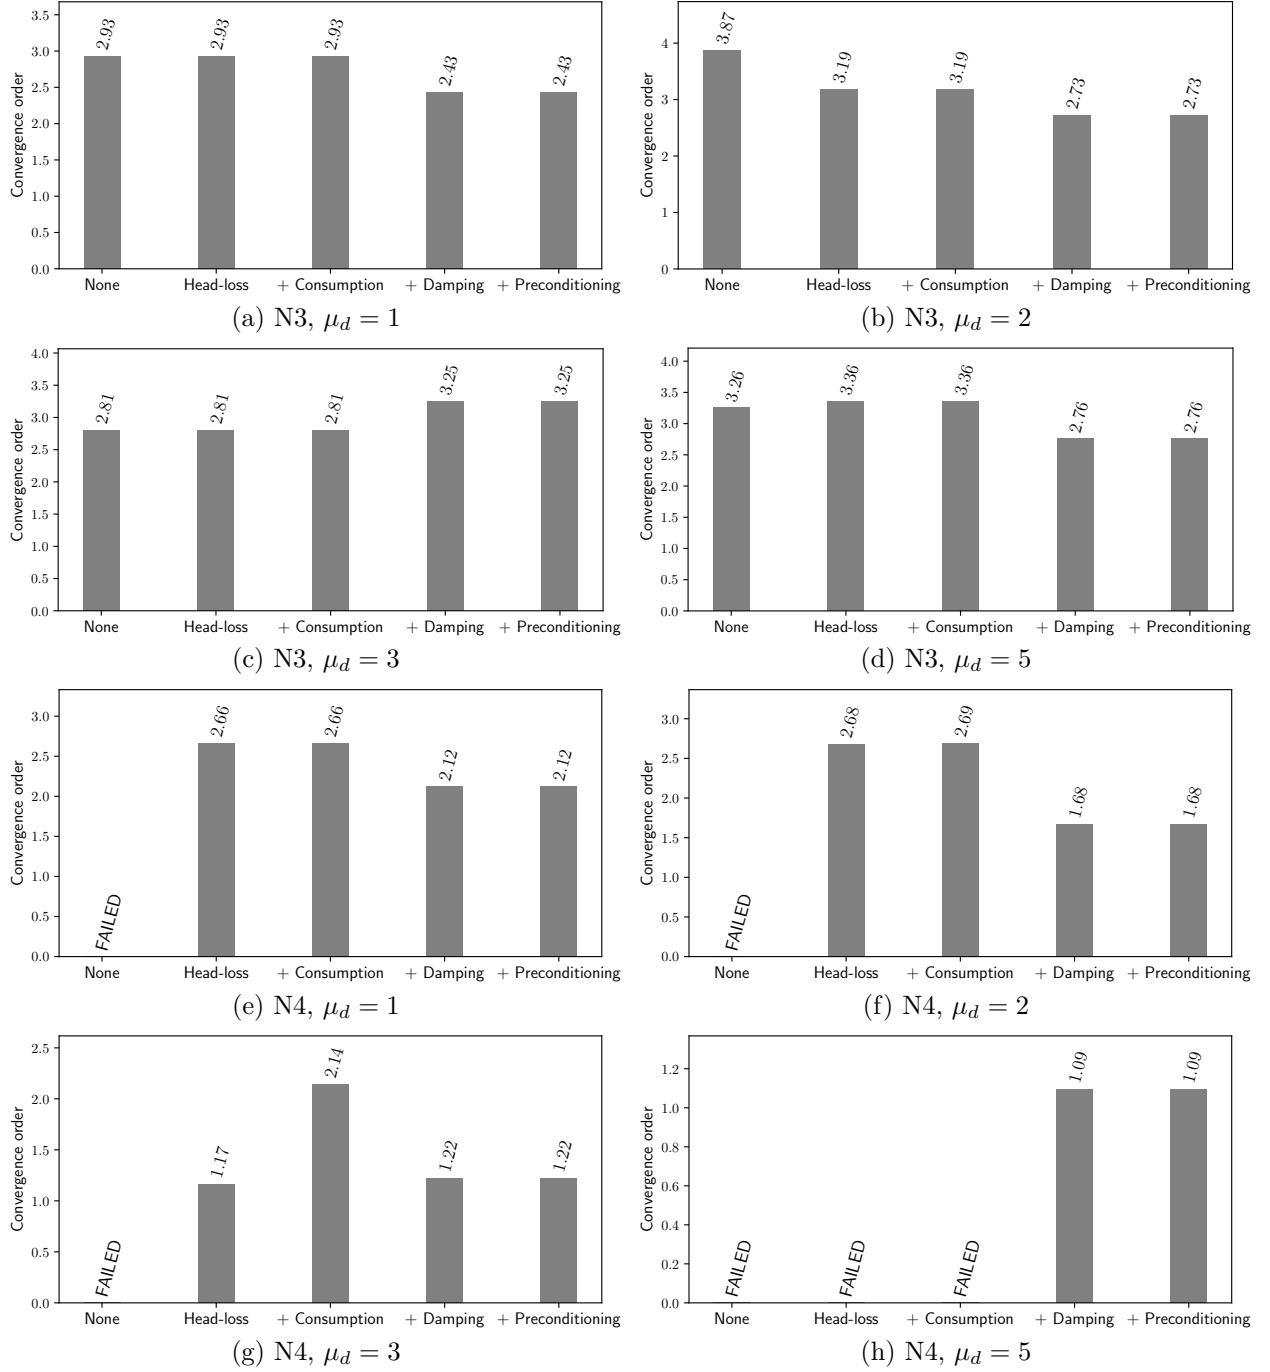 Convergence order
3.5
3.0
2.5
2.0
1.5
1.0
0.5
0.0
2.93 2.93 2.93 2.43 2.43
None Head-loss + Consumption + Damping + Preconditioning
(a) N3, μd = 1
Convergence order
4
3
2
1
0
3.87 3.19 3.19 2.73 2.73
None Head-loss + Consumption + Damping + Preconditioning
(b) N3, μd = 2
Convergence order
4.0
3.5
3.0
2.5
2.0
1.5
1.0
0.5
0.0
2.81 2.81 2.81 3.25 3.25
None Head-loss + Consumption + Damping + Preconditioning
(c) N3, μd = 3
Convergence order
4.0
3.5
3.0
2.5
2.0
1.5
1.0
0.5
0.0
3.26 3.36 3.36 2.76 2.76
None Head-loss + Consumption + Damping + Preconditioning
(d) N3, μd = 5
Convergence order
3.0
2.5
2.0
1.5
1.0
0.5
0.0
FAILED 2.66 2.66 2.12 2.12
None Head-loss + Consumption + Damping + Preconditioning
(e) N4, μd = 1
Convergence order
3.0
2.5
2.0
1.5
1.0
0.5
0.0
FAILED 2.68 2.69 1.68 1.68
None Head-loss + Consumption + Damping + Preconditioning
(f) N4, μd = 2
Convergence order
2.5
2.0
1.5
1.0
0.5
0.0
FAILED 1.17 2.14 1.22 1.22
None Head-loss + Consumption + Damping + Preconditioning
(g) N4, μd = 3
Convergence order
1.2
1.0
0.8
0.6
0.4
0.2
0.0
FAILED FAILED FAILED 1.09 1.09
None Head-loss + Consumption + Damping + Preconditioning
(h) N4, μd = 5